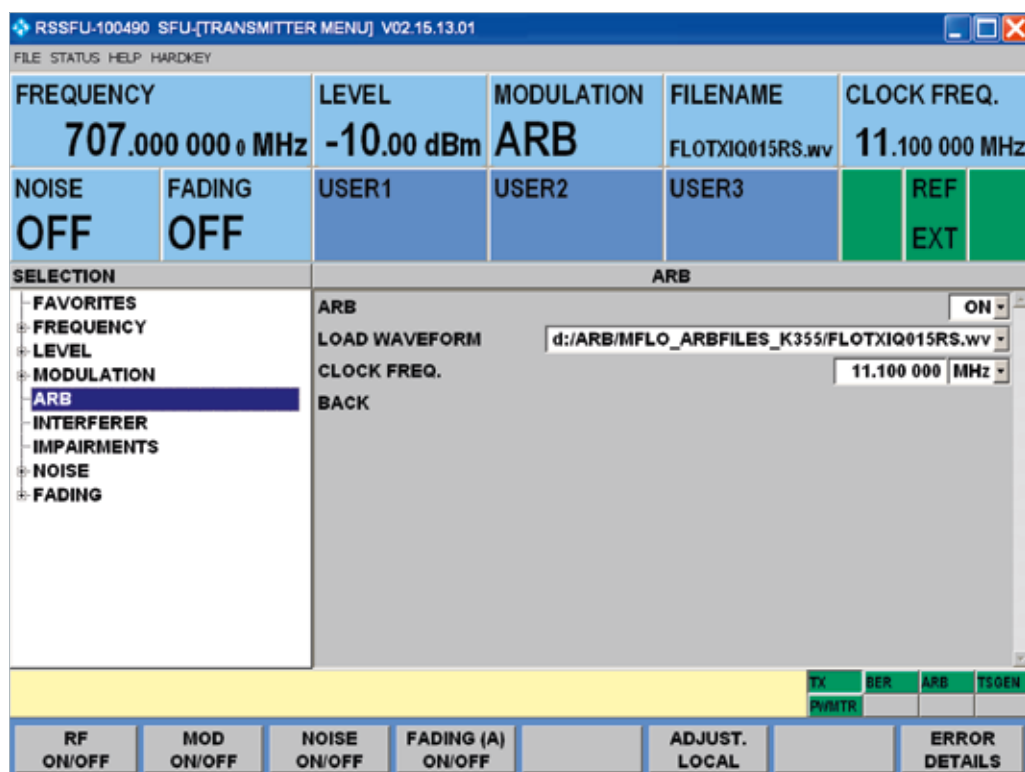 RSSFU-100490 SFU-[TRANSMITTER MENU] V02.15.13.01
FILE STATUS HELP HARDKEY
FREQUENCY
707.000 000 0 MHz
LEVEL
-10.00 dBm
MODULATION
ARB
FILENAME
FLOTXIQ015RS.wv
CLOCK FREQ.
11.100 000 MHz
NOISE
OFF
FADING
OFF
USER1
USER2
USER3
REF
EXT
SELECTION
ARB
FAVORITES
FREQUENCY
LEVEL
MODULATION
ARB
INTERFERER
IMPAIRMENTS
NOISE
FADING
ARB ON
LOAD WAVEFORM d:/ARB/MFLO_ARBFILES_K355/FLOTXIQ015RS.wv
CLOCK FREQ. 11.100 000 MHz
BACK
TX BER ARB TSGEN
PWMTR
RF
ON/OFF
MOD
ON/OFF
NOISE
ON/OFF
FADING (A)
ON/OFF
ADJUST.
LOCAL
ERROR
DETAILS